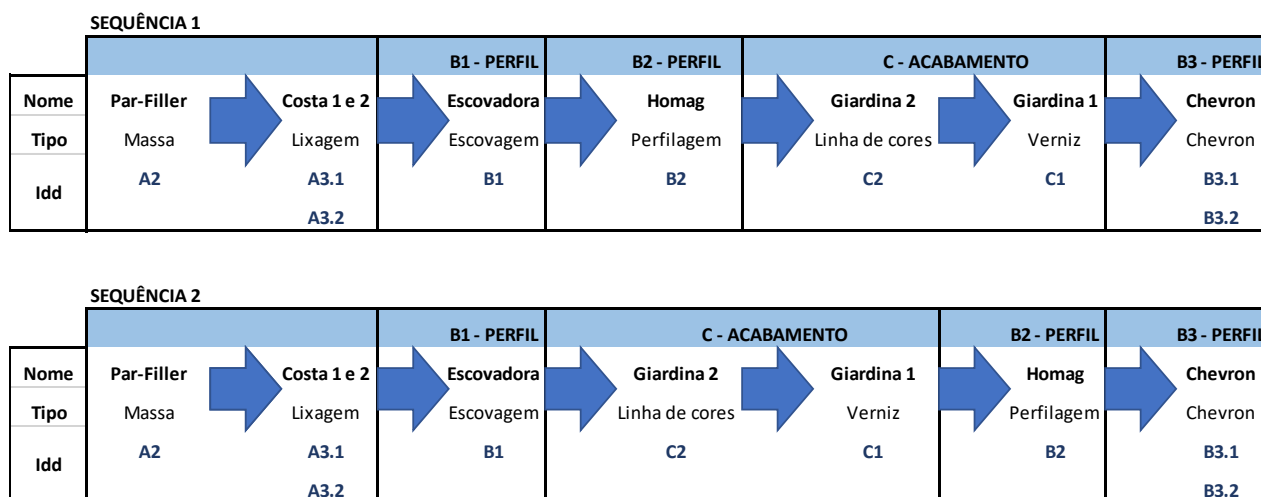 SEQUÊNCIA 1
B1 - PERFIL B2 - PERFIL C - ACABAMENTO B3 - PERFIL
Nome Par-Filler Costa 1 e 2 Escovadora Homag Giardina 2 Giardina 1 Chevron
Tipo Massa Lixagem Escovagem Perfilagem Linha de cores Verniz Chevron
Idd A2 A3.1 B1 B2 C2 C1 B3.1
A3.2 B3.2
SEQUÊNCIA 2
B1 - PERFIL C - ACABAMENTO B2 - PERFIL B3 - PERFIL
Nome Par-Filler Costa 1 e 2 Escovadora Giardina 2 Giardina 1 Homag Chevron
Tipo Massa Lixagem Escovagem Linha de cores Verniz Perfilagem Chevron
Idd A2 A3.1 B1 C2 C1 B2 B3.1
A3.2 B3.2